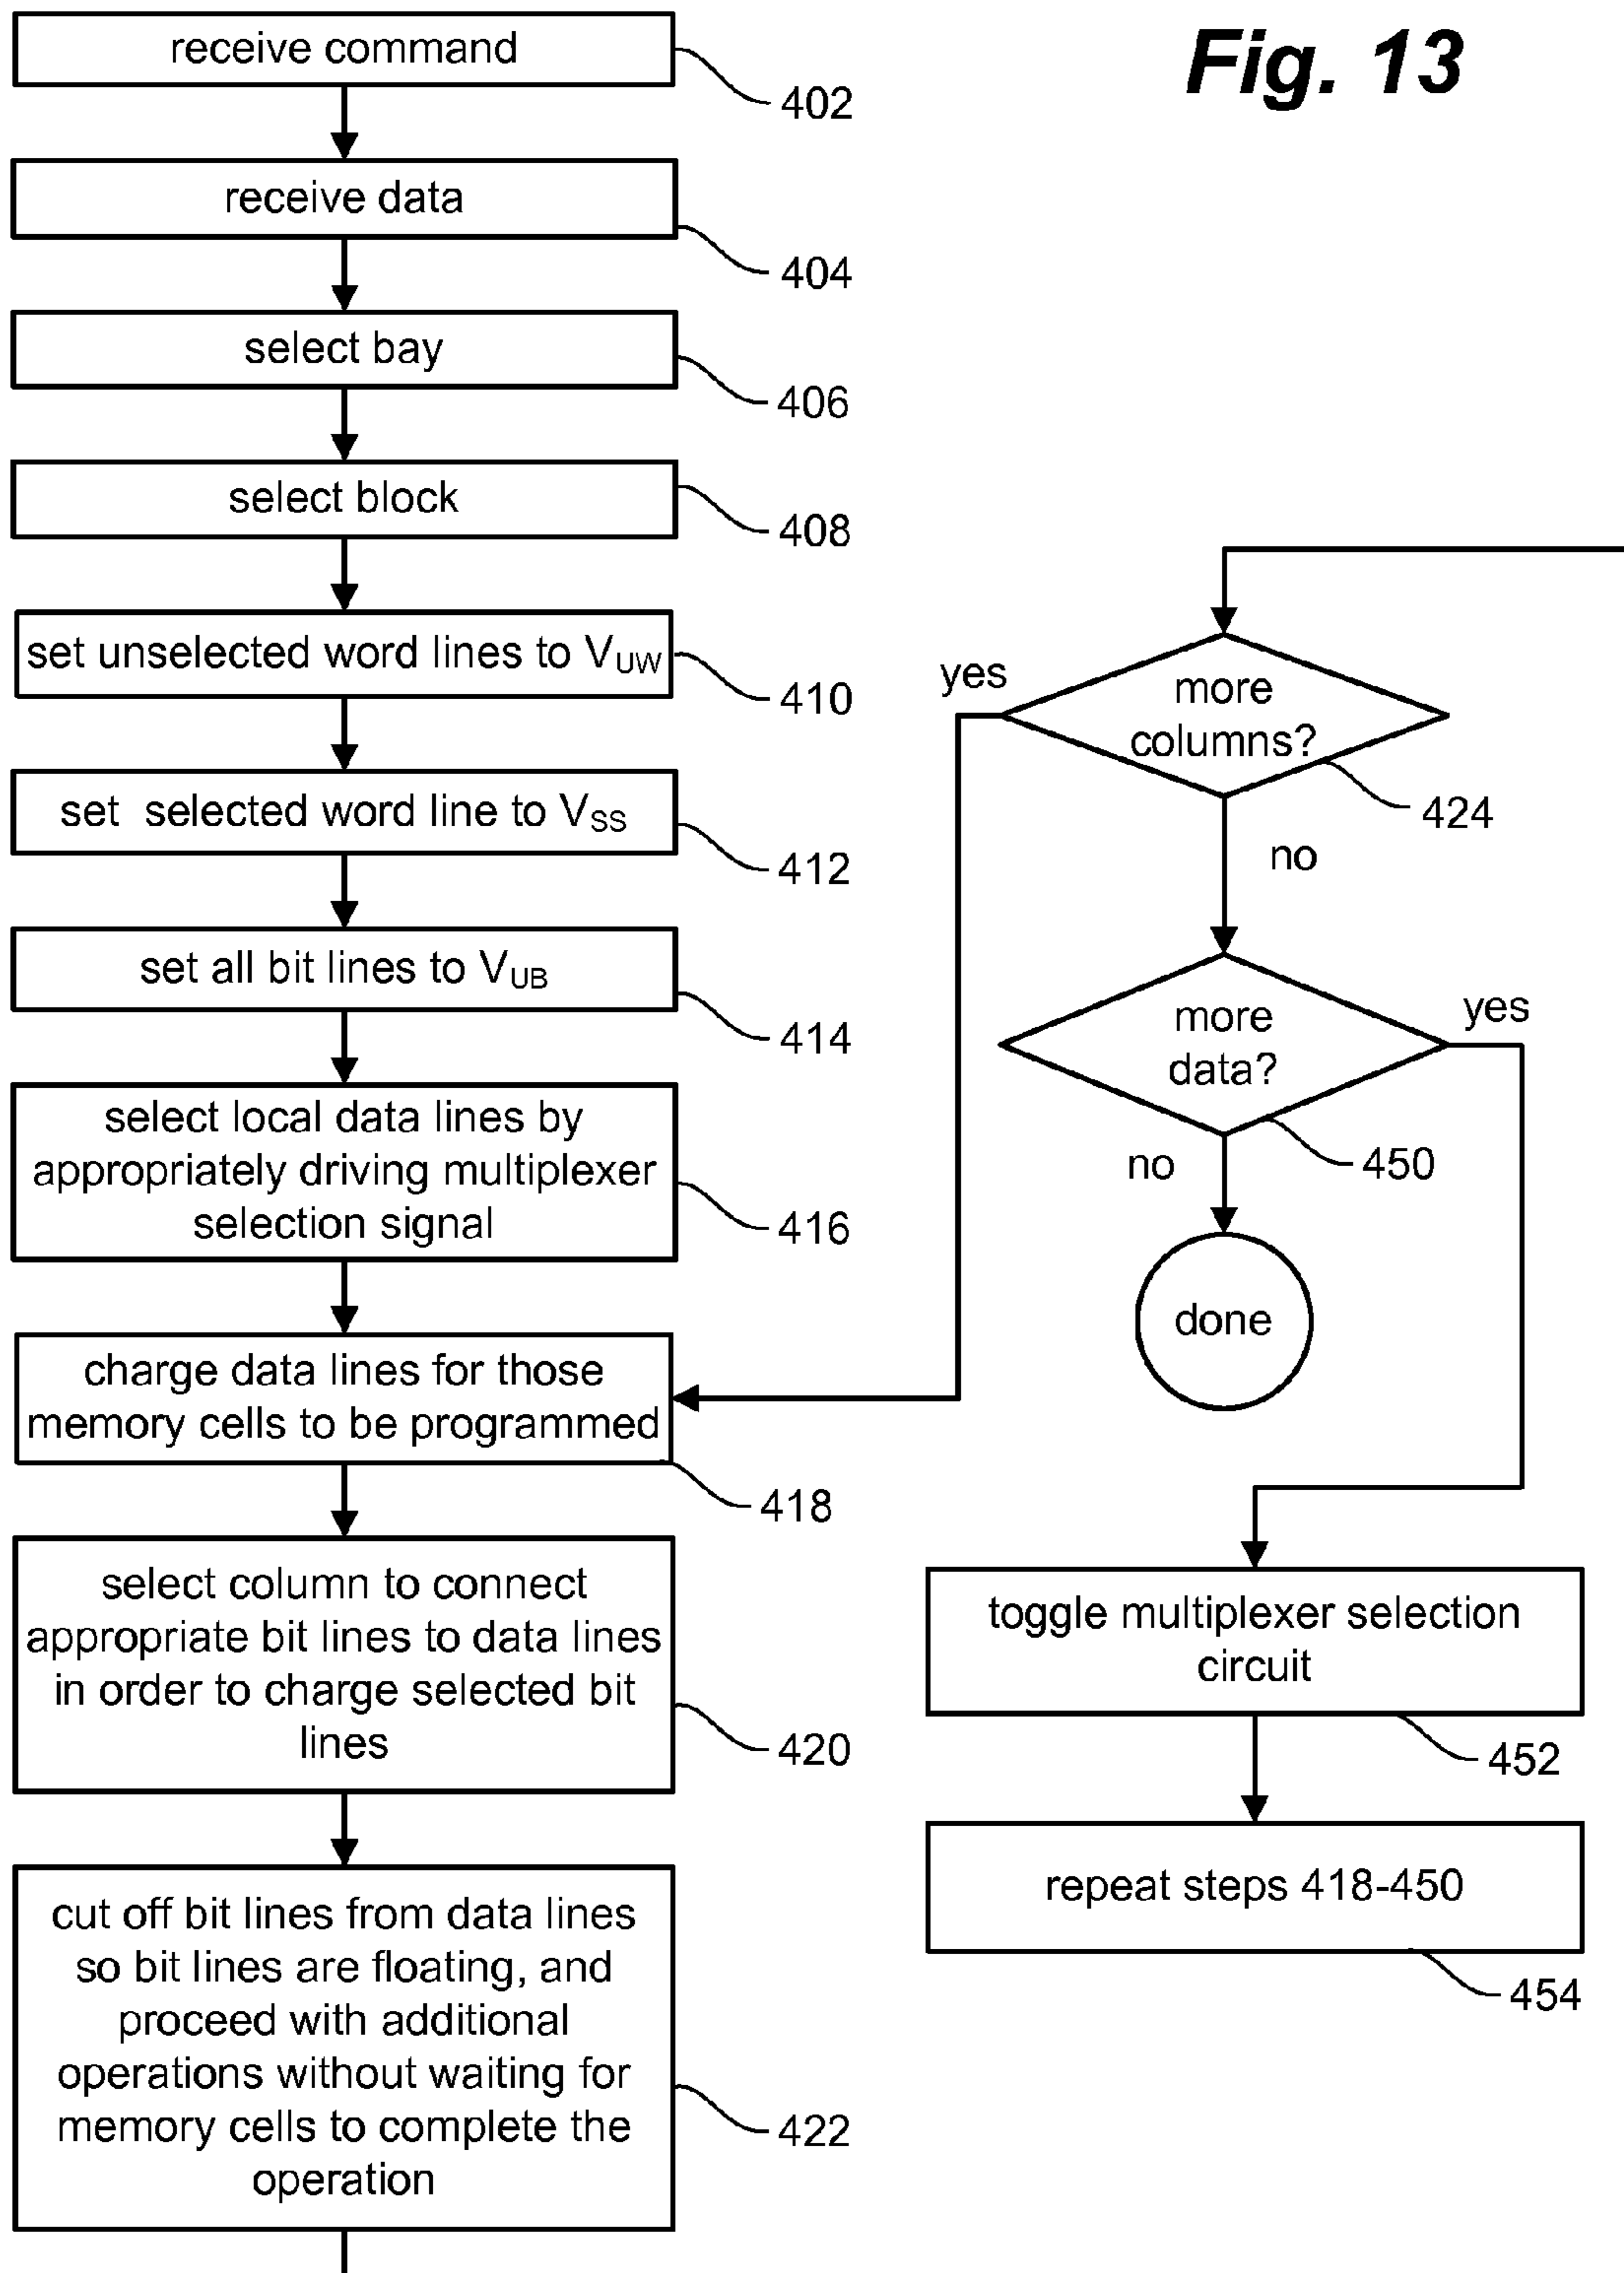 Fig. 13
receive command
402
receive data
404
select bay
406
select block
408
set unselected word lines to VUW
410
set selected word line to VSS
412
set all bit lines to VUB
414
select local data lines by
appropriately driving multiplexer
selection signal
416
charge data lines for those
memory cells to be programmed
418
select column to connect
appropriate bit lines to data lines
in order to charge selected bit
lines
420
cut off bit lines from data lines
so bit lines are floating, and
proceed with additional
operations without waiting for
memory cells to complete the
operation
422
yes
more
columns?
424
no
more
data?
yes
450
no
done
toggle multiplexer selection
circuit
452
repeat steps 418-450
454